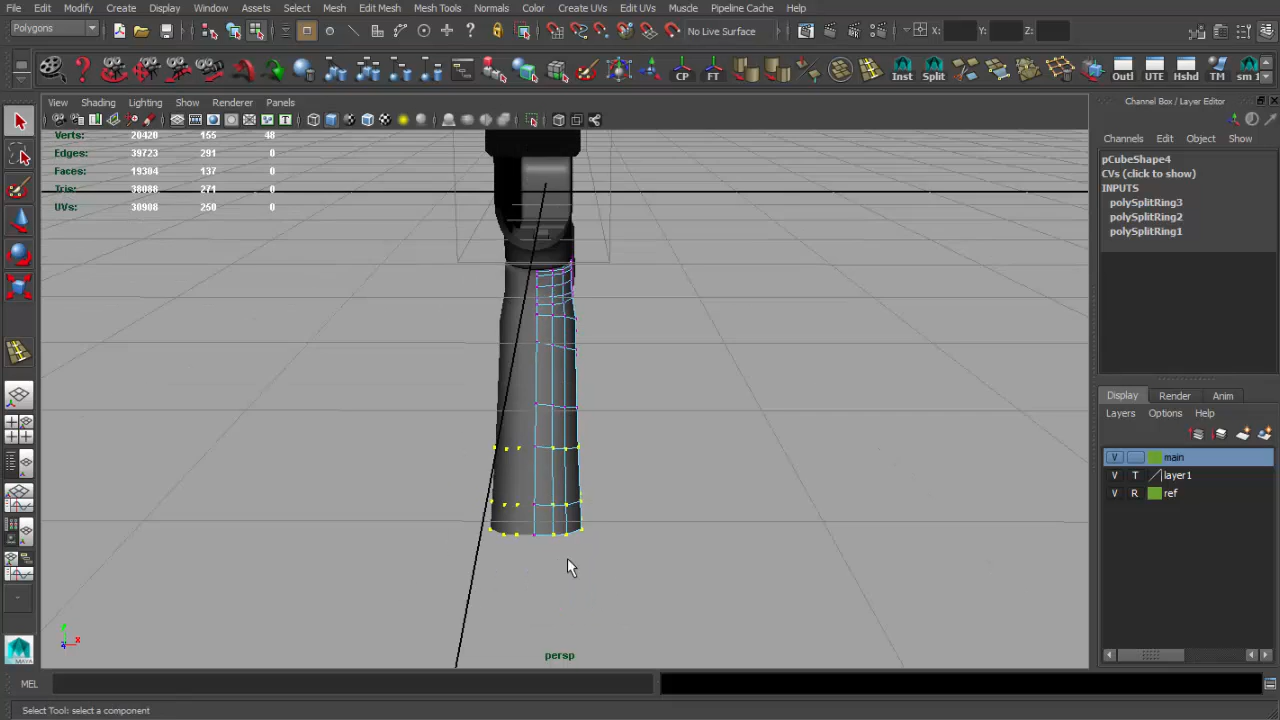 File Edit Modify Create Display Window Assets Select Mesh Edit Mesh Mesh Tools Normals Color Create UVs Edit UVs Muscle Pipeline Cache Help
Polygons No Live Surface X: Y: Z:
CP FT Inst Split Outl UTE Hshd TM sm 1
View Shading Lighting Show Renderer Panels
Channel Box / Layer Editor
Verts: 20420 155 48
Edges: 39723 291 0
Faces: 19304 137 0
Tris: 38088 271 0
UVs: 30908 250 0
Channels Edit Object Show
pCubeShape4
CVs (click to show)
INPUTS
polySplitRing3
polySplitRing2
polySplitRing1
Display Render Anim
Layers Options Help
V main
V T layer1
V R ref
persp
MEL
Select Tool: select a component